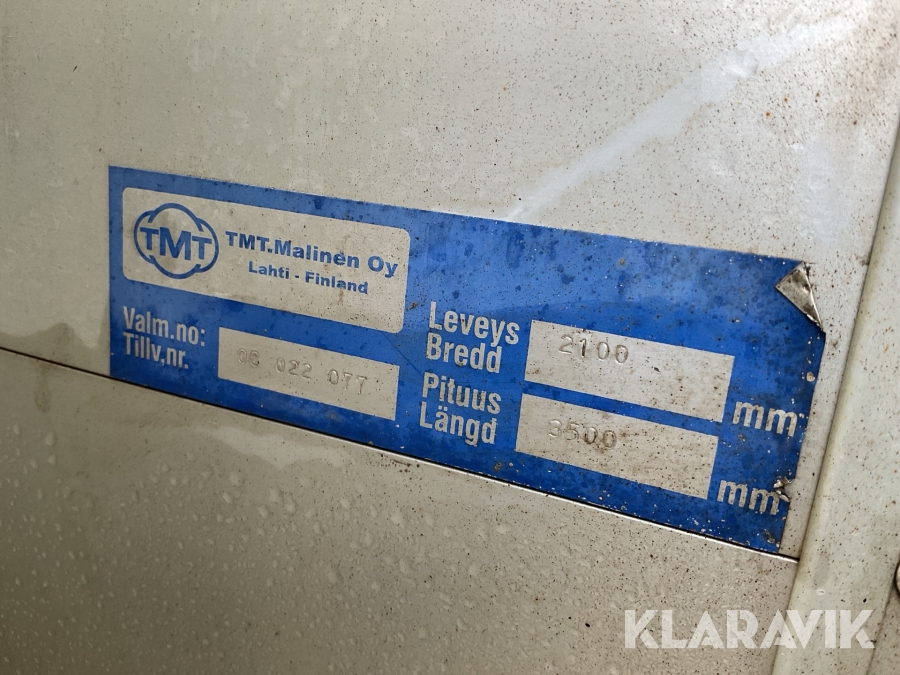 TMT
TMT.Malinen Oy
Lahti - Finland
Valm.no:
Tillv,nr.
06 022 077
Leveys
Bredd
2100
mm
Pituus
Längd
3500
mm
KLARAVIK